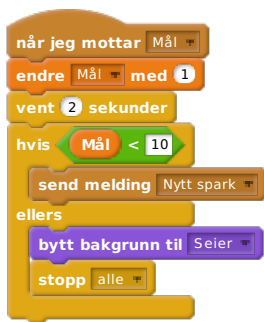 når jeg mottar Mål
endre Mål med 1
vent 2 sekunder
hvis Mål < 10
send melding Nytt spark
ellers
bytt bakgrunn til Seier
stopp alle